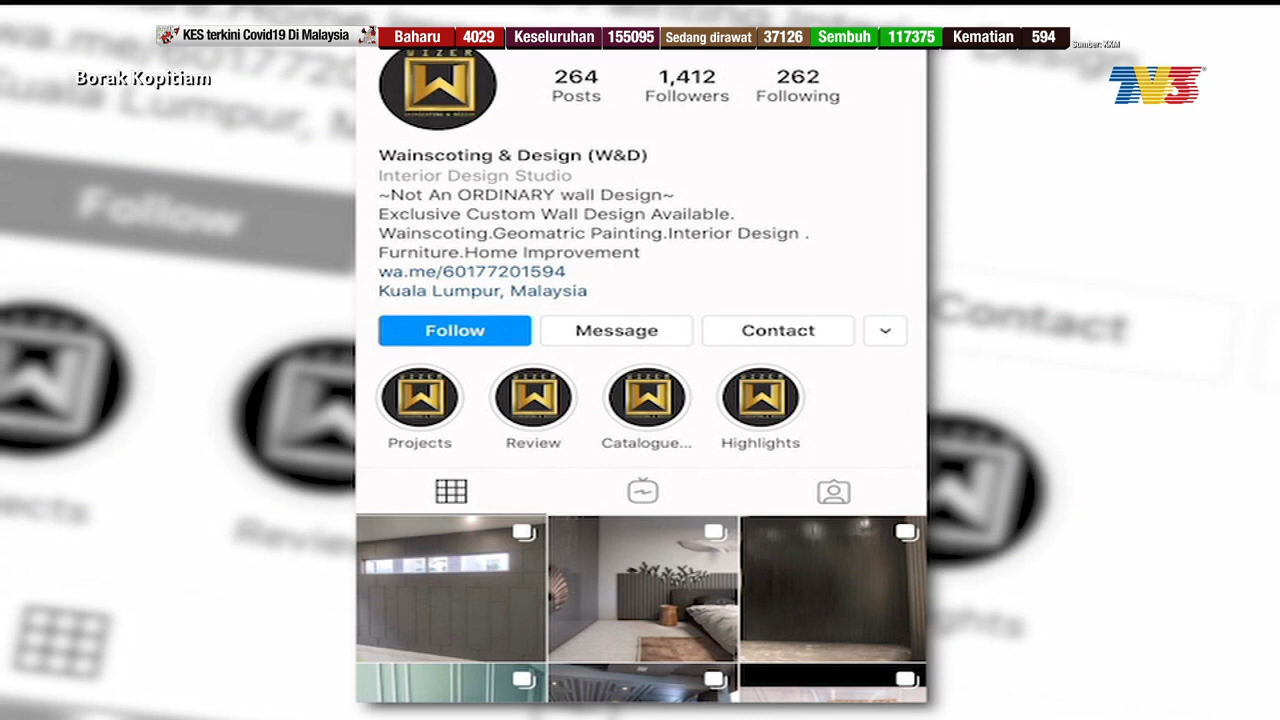 KES terkini Covid19 Di Malaysia Baharu 4029 Keseluruhan 155095 Sedang dirawat 37126 Sembuh 117375 Kematian 594
Sumber: KKM
Borak Kopitiam
TV3
WIZER
264 1,412 262
Posts Followers Following
Wainscoting & Design (W&D)
Interior Design Studio
~Not An ORDINARY wall Design~
Exclusive Custom Wall Design Available.
Wainscoting.Geomatric Painting.Interior Design .
Furniture.Home Improvement
wa.me/60177201594
Kuala Lumpur, Malaysia
Follow Message Contact
Projects Review Catalogue... Highlights
Follow
Contact